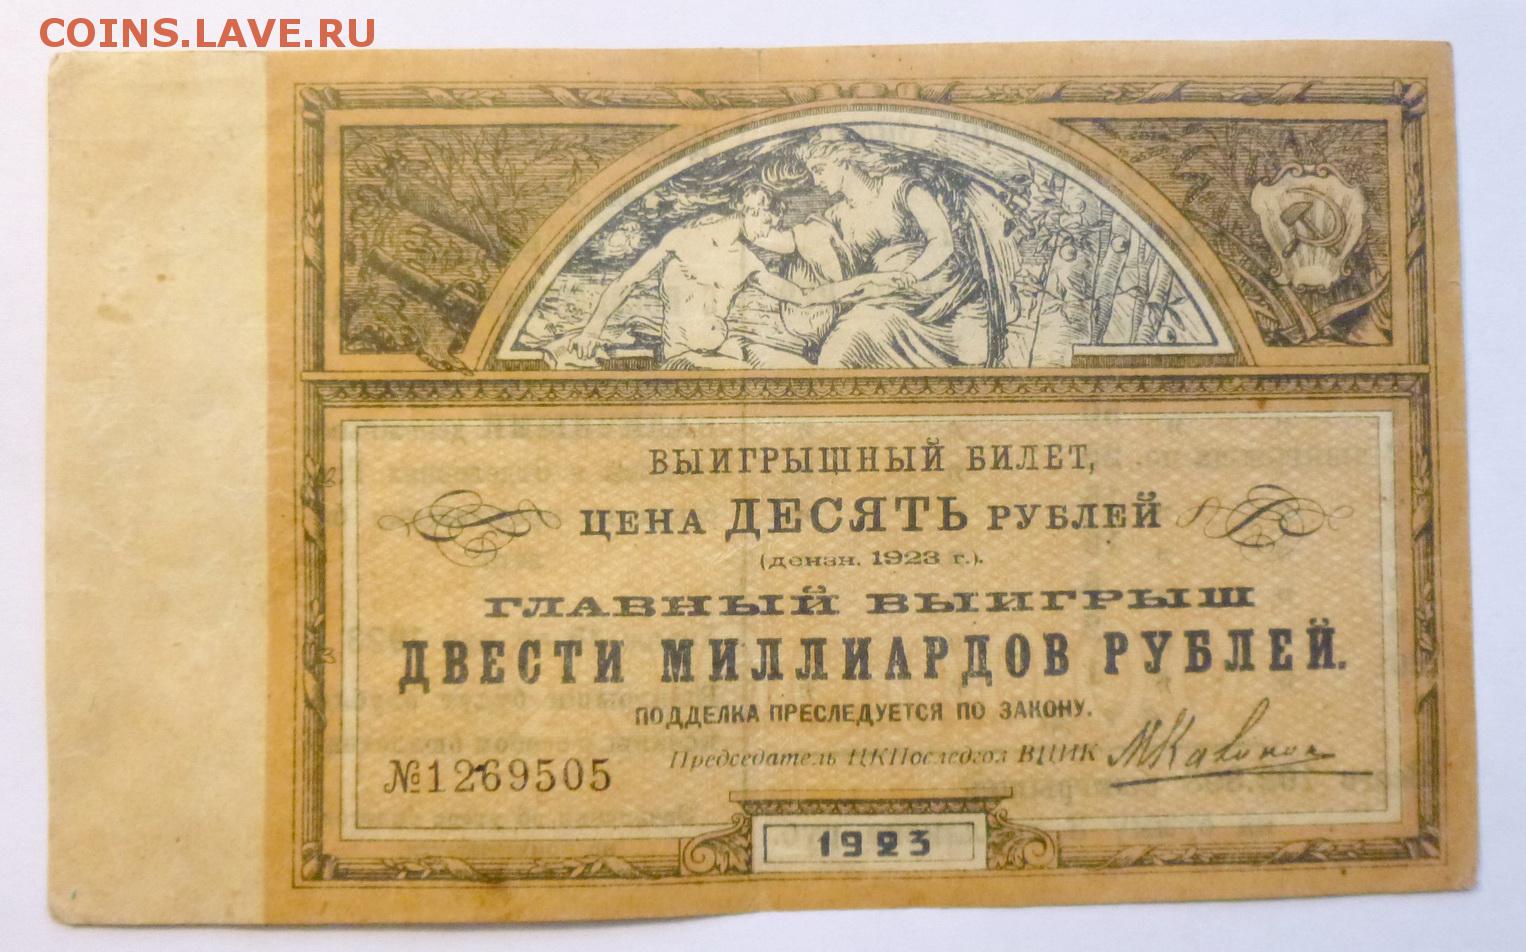 COINS.LAVE.RU
ВЫИГРЫШНЫЙ БИЛЕТ,
ЦЕНА ДЕСЯТЬ РУБЛЕЙ
(дензн. 1923 г.).
ГЛАВНЫЙ ВЫИГРЫШ
ДВЕСТИ МИЛЛИАРДОВ РУБЛЕЙ.
ПОДДЕЛКА ПРЕСЛЕДУЕТСЯ ПО ЗАКОНУ.
Председатель ЦКПоследгол ВЦИК
№1269505
1923